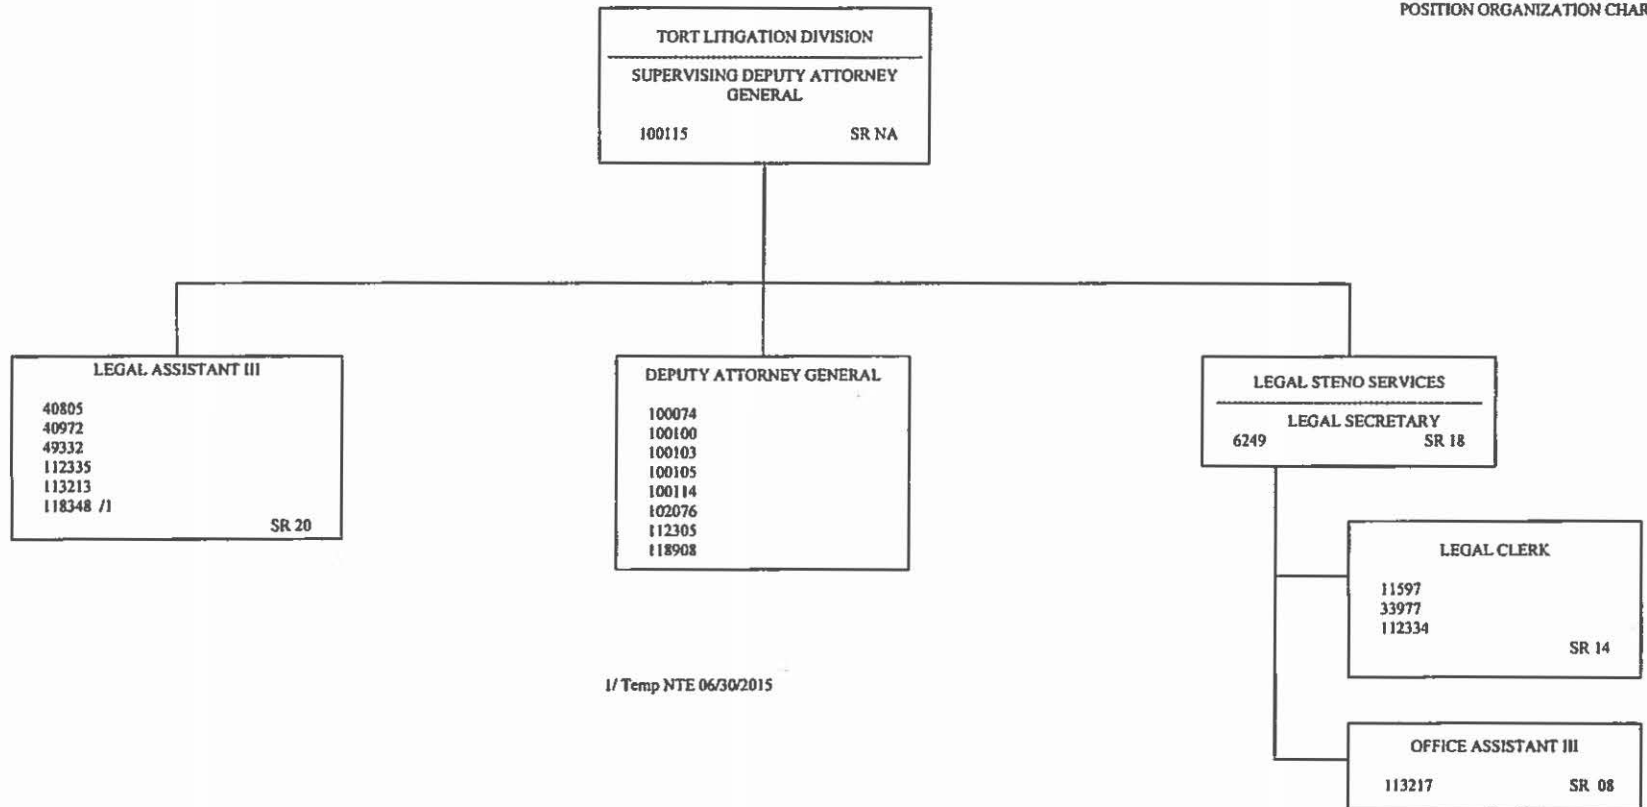 POSITION ORGANIZATION CHAR
TORT LITIGATION DIVISION
SUPERVISING DEPUTY ATTORNEY
GENERAL
100115 SR NA
LEGAL ASSISTANT III
40805
40972
49332
112335
113213
118348 /1
SR 20
DEPUTY ATTORNEY GENERAL
100074
100100
100103
100105
100114
102076
112305
118908
LEGAL STENO SERVICES
LEGAL SECRETARY
6249 SR 18
LEGAL CLERK
11597
33977
112334
SR 14
OFFICE ASSISTANT III
113217 SR 08
1/ Temp NTE 06/30/2015